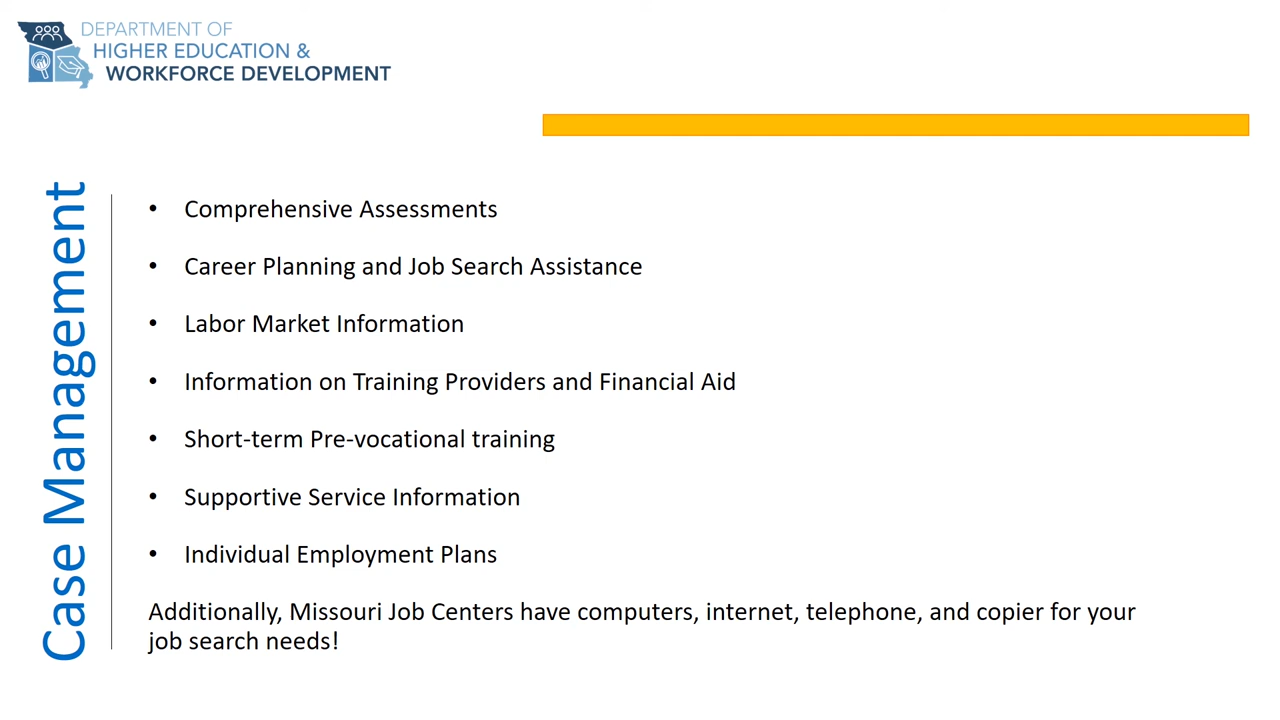 DEPARTMENT OF
HIGHER EDUCATION &
WORKFORCE DEVELOPMENT
Case Management
• Comprehensive Assessments
• Career Planning and Job Search Assistance
• Labor Market Information
• Information on Training Providers and Financial Aid
• Short-term Pre-vocational training
• Supportive Service Information
• Individual Employment Plans
Additionally, Missouri Job Centers have computers, internet, telephone, and copier for your
job search needs!